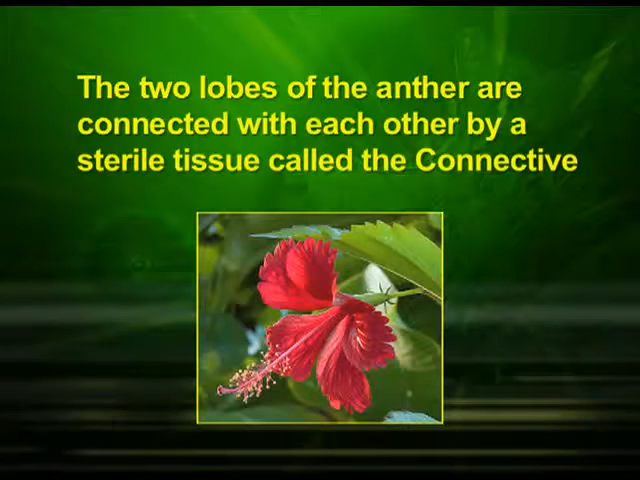 The two lobes of the anther are
connected with each other by a
sterile tissue called the Connective